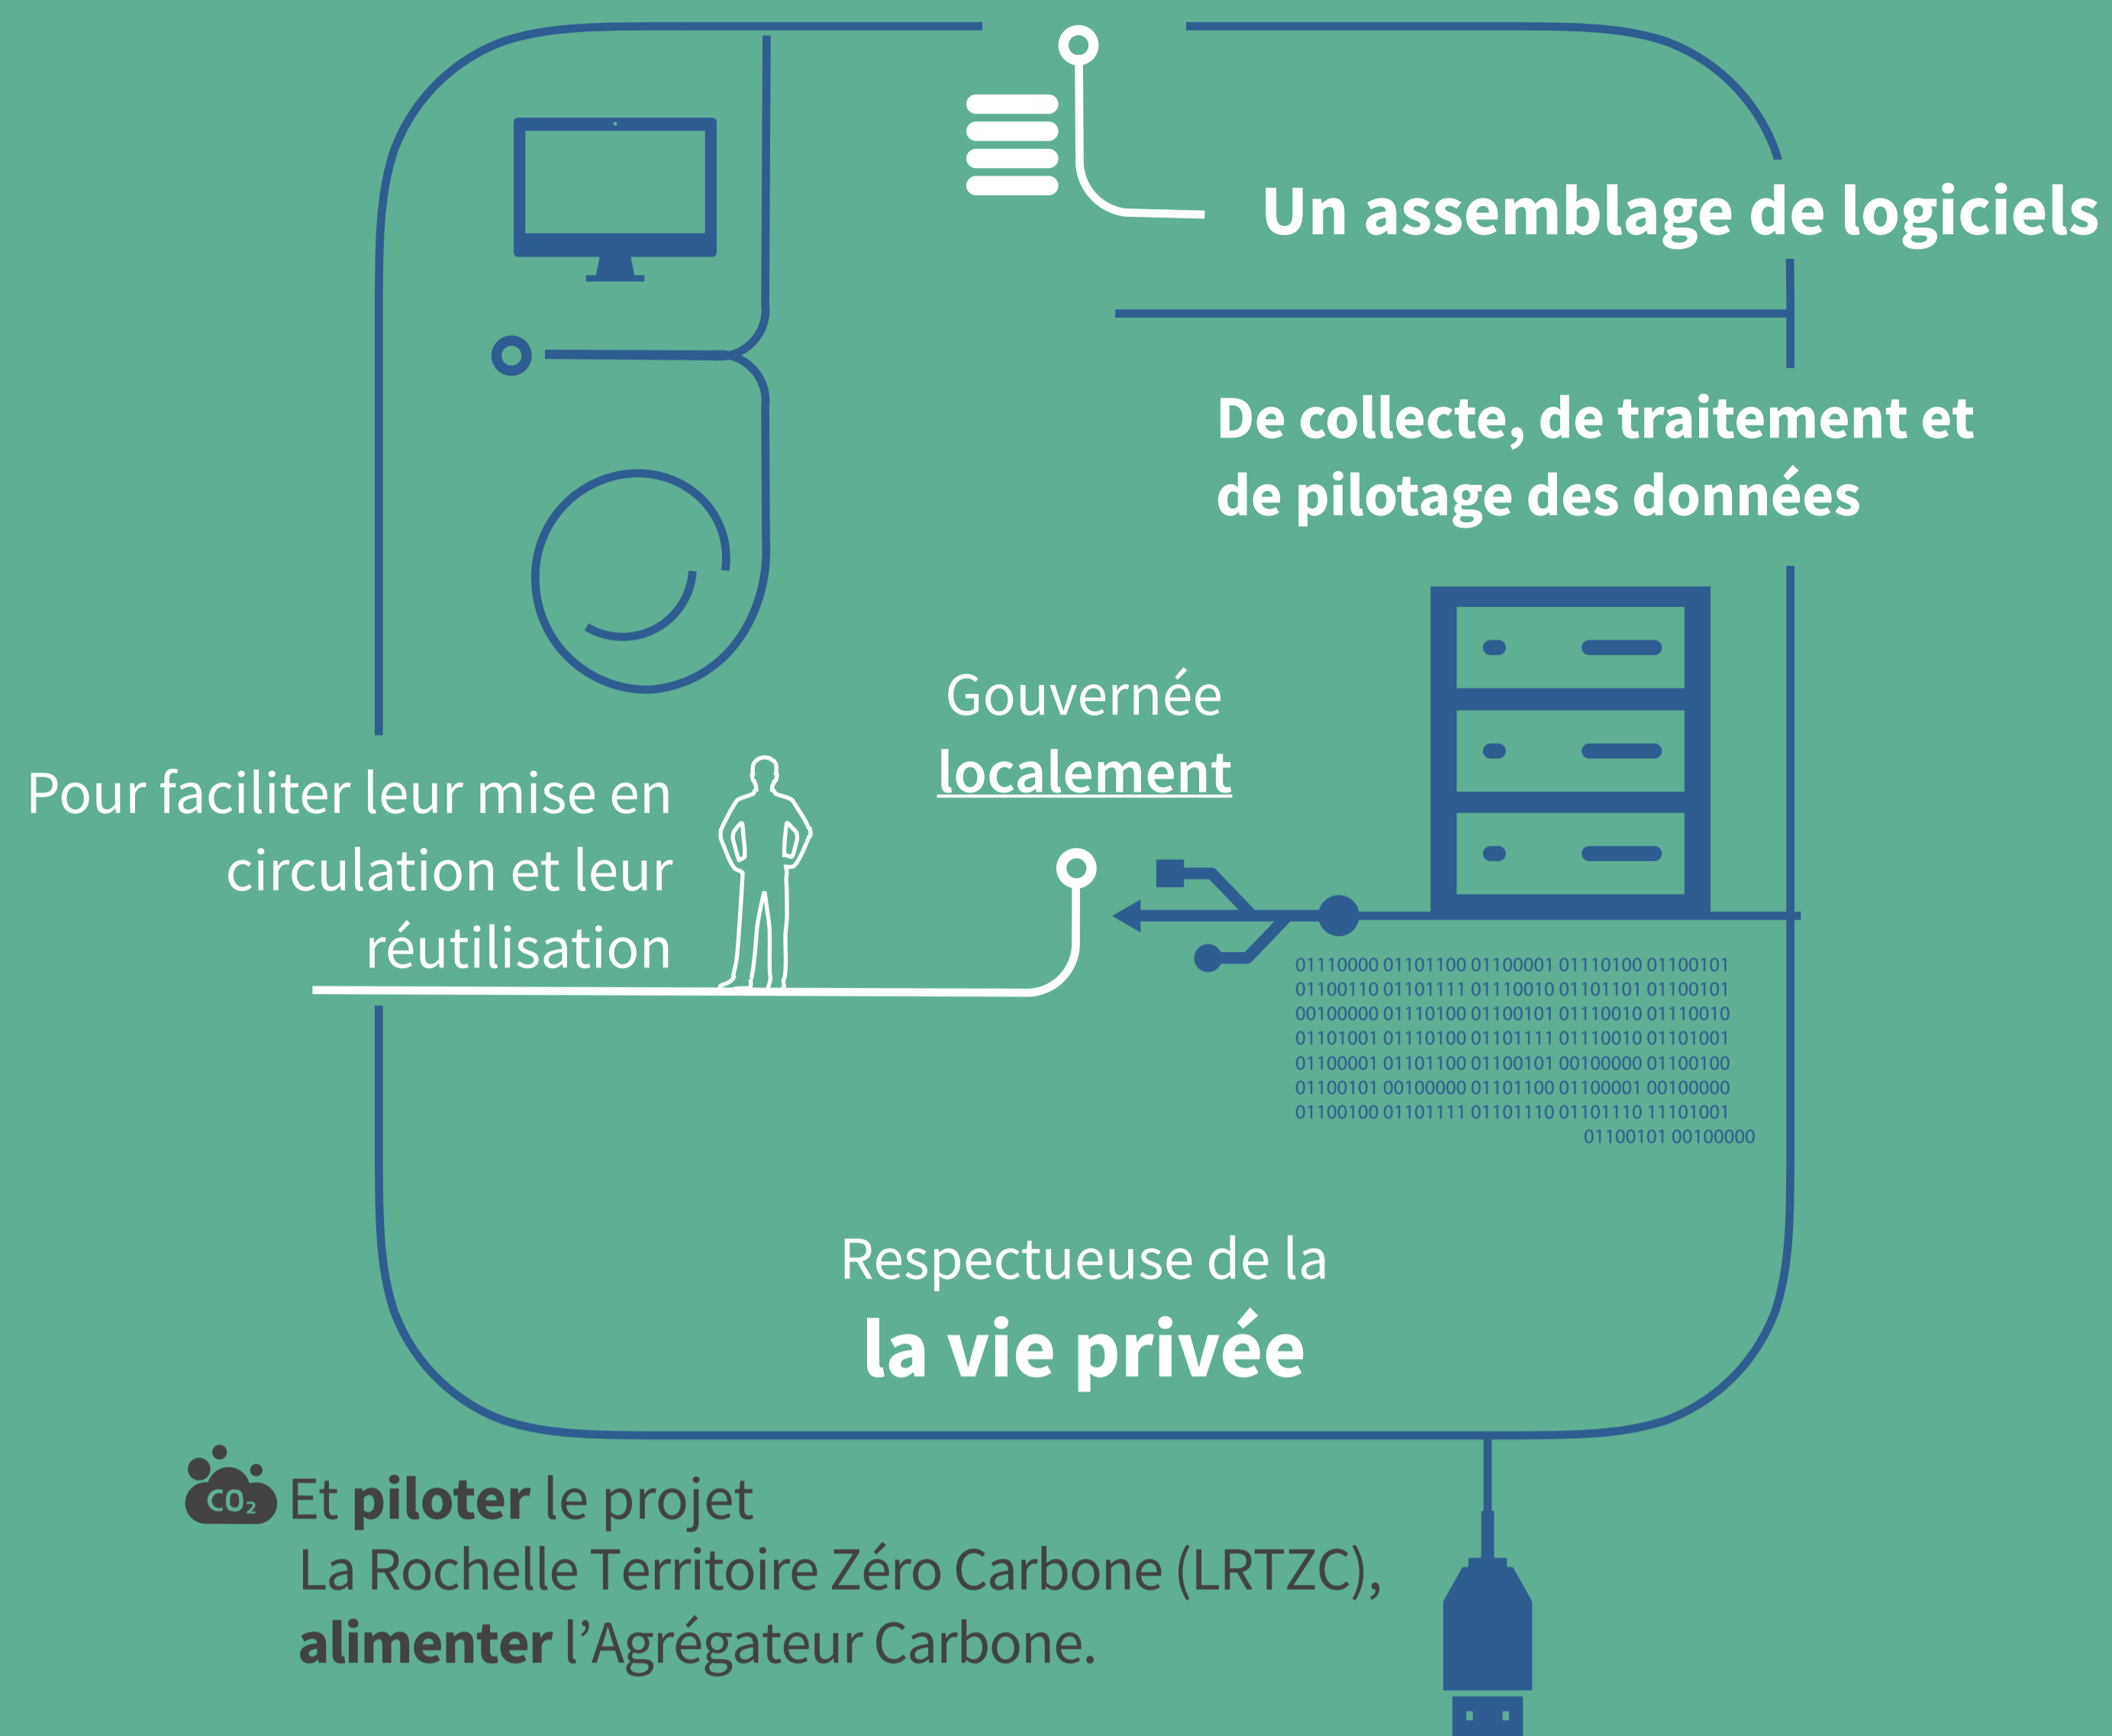 Un assemblage de logiciels
De collecte, de traitement et
de pilotage des données
Gouvernée
localement
Pour faciliter leur mise en
circulation et leur
réutilisation
01110000 01101100 01100001 01110100 01100101
01100110 01101111 01110010 01101101 01100101
00100000 01110100 01100101 01110010 01110010
01101001 01110100 01101111 01110010 01101001
01100001 01101100 01100101 00100000 01100100
01100101 00100000 01101100 01100001 00100000
01100100 01101111 01101110 01101110 11101001
01100101 00100000
Respectueuse de la
la vie privée
CO2
Et piloter le projet
La Rochelle Territoire Zéro Carbone (LRTZC),
alimenter l’Agrégateur Carbone.